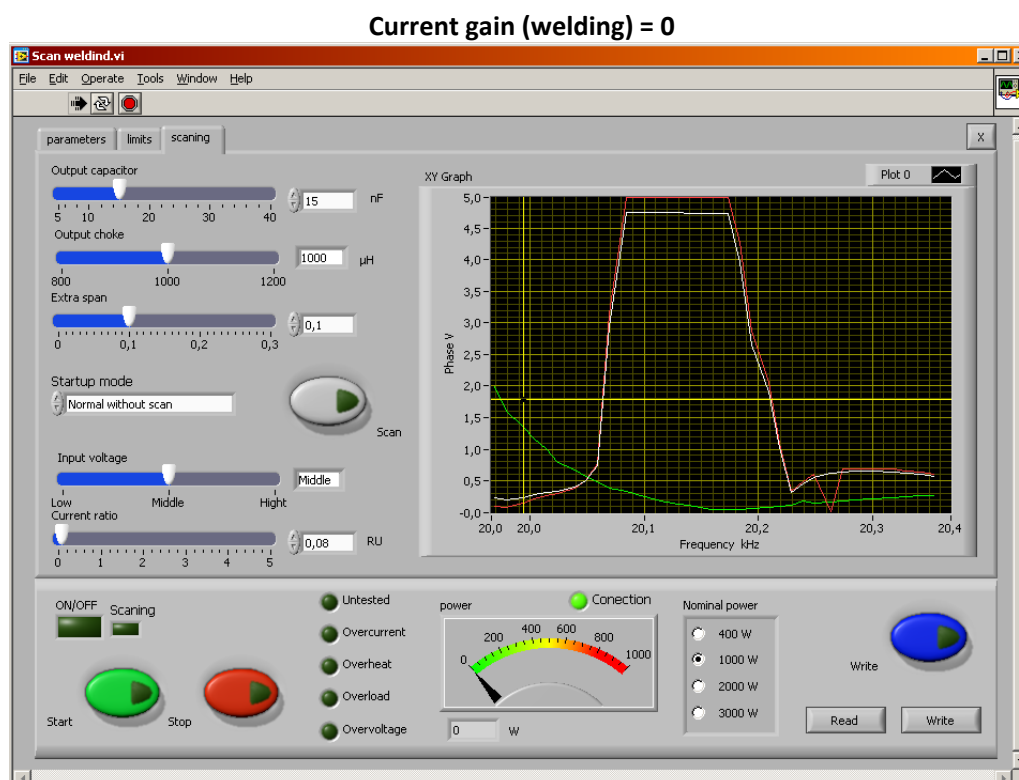 Current gain (welding) = 0
Scan weldind.vi
File Edit Operate Tools Window Help
parameters limits scaning X
Output capacitor
5 10 20 30 40
15 nF
Output choke
800 1000 1200
1000 µH
Extra span
0 0,1 0,2 0,3
0,1
Startup mode
Normal without scan
Scan
Input voltage
Low Middle Hight
Middle
Current ratio
0 1 2 3 4 5
0,08 RU
XY Graph
Plot 0
Phase V
5,0
4,5
4,0
3,5
3,0
2,5
2,0
1,5
1,0
0,5
-0,0
20,0 20,0 20,1 20,2 20,3 20,4
Frequency kHz
ON/OFF Scaning
Start Stop
Untested
Overcurrent
Overheat
Overload
Overvoltage
power
Conection
0 200 400 600 800 1000
0 W
Nominal power
400 W
1000 W
2000 W
3000 W
Write
Read Write